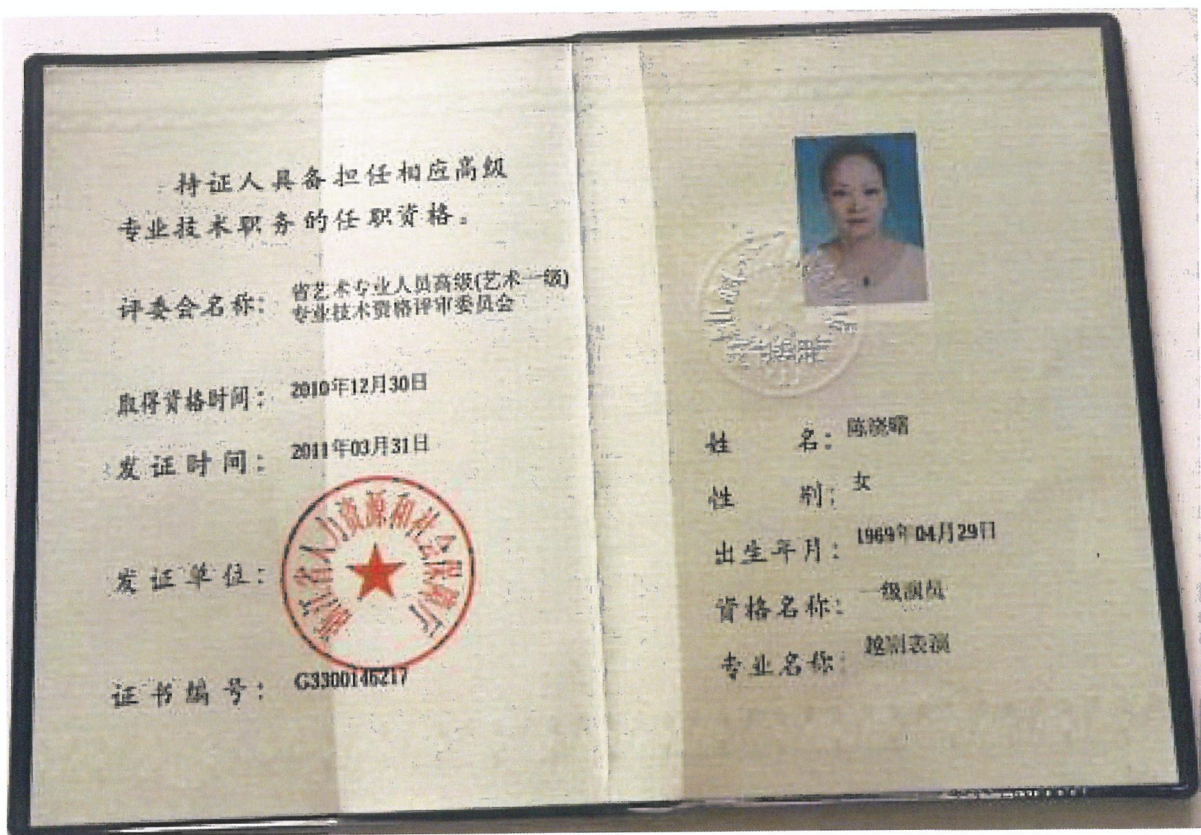 持证人具备担任相应高级
专业技术职务的任职资格。
评委会名称：省艺术专业人员高级(艺术一级)
专业技术资格评审委员会
取得资格时间：2010年12月30日
发证时间：2011年03月31日
发证单位：
浙江省人力资源和社会保障厅
证书编号：G3300146217
姓名：陈晓曙
性别：女
出生年月：1969年04月29日
资格名称：一级演员
专业名称：越剧表演